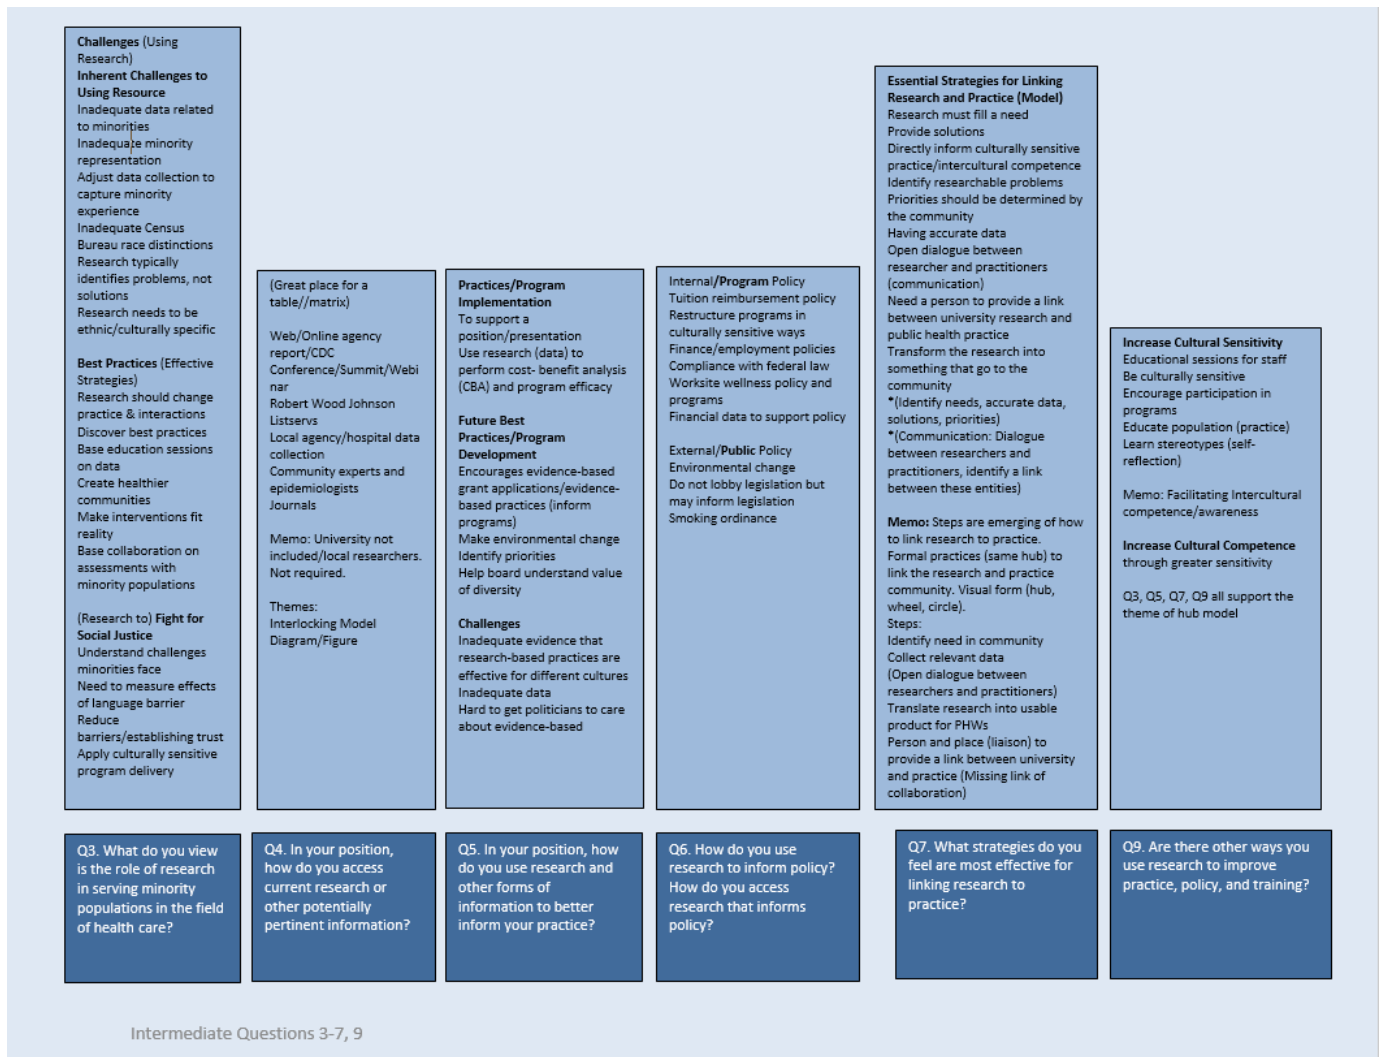 Challenges (Using
Research)
Inherent Challenges to
Using Resource
Inadequate data related
to minorities
Inadequate minority
representation
Adjust data collection to
capture minority
experience
Inadequate Census
Bureau race distinctions
Research typically
identifies problems, not
solutions
Research needs to be
ethnic/culturally specific
Best Practices (Effective
Strategies)
Research should change
practice & interactions
Discover best practices
Base education sessions
on data
Create healthier
communities
Make interventions fit
reality
Base collaboration on
assessments with
minority populations
(Research to) Fight for
Social Justice
Understand challenges
minorities face
Need to measure effects
of language barrier
Reduce
barriers/establishing trust
Apply culturally sensitive
program delivery
Q3. What do you view
is the role of research
in serving minority
populations in the field
of health care?
(Great place for a
table//matrix)
Web/Online agency
report/CDC
Conference/Summit/Webi
nar
Robert Wood Johnson
Listservs
Local agency/hospital data
collection
Community experts and
epidemiologists
Journals
Memo: University not
included/local researchers.
Not required.
Themes:
Interlocking Model
Diagram/Figure
Q4. In your position,
how do you access
current research or
other potentially
pertinent information?
Practices/Program
Implementation
To support a
position/presentation
Use research (data) to
perform cost- benefit analysis
(CBA) and program efficacy
Future Best
Practices/Program
Development
Encourages evidence-based
grant applications/evidence-
based practices (inform
programs)
Make environmental change
Identify priorities
Help board understand value
of diversity
Challenges
Inadequate evidence that
research-based practices are
effective for different cultures
Inadequate data
Hard to get politicians to care
about evidence-based
Q5. In your position, how
do you use research and
other forms of
information to better
inform your practice?
Internal/Program Policy
Tuition reimbursement policy
Restructure programs in
culturally sensitive ways
Finance/employment policies
Compliance with federal law
Worksite wellness policy and
programs
Financial data to support policy
External/Public Policy
Environmental change
Do not lobby legislation but
may inform legislation
Smoking ordinance
Q6. How do you use
research to inform policy?
How do you access
research that informs
policy?
Essential Strategies for Linking
Research and Practice (Model)
Research must fill a need
Provide solutions
Directly inform culturally sensitive
practice/intercultural competence
Identify researchable problems
Priorities should be determined by
the community
Having accurate data
Open dialogue between
researcher and practitioners
(communication)
Need a person to provide a link
between university research and
public health practice
Transform the research into
something that go to the
community
*(Identify needs, accurate data,
solutions, priorities)
*(Communication: Dialogue
between researchers and
practitioners, identify a link
between these entities)
Memo: Steps are emerging of how
to link research to practice.
Formal practices (same hub) to
link the research and practice
community. Visual form (hub,
wheel, circle).
Steps:
Identify need in community
Collect relevant data
(Open dialogue between
researchers and practitioners)
Translate research into usable
product for PHWs
Person and place (liaison) to
provide a link between university
and practice (Missing link of
collaboration)
Q7. What strategies do you
feel are most effective for
linking research to
practice?
Increase Cultural Sensitivity
Educational sessions for staff
Be culturally sensitive
Encourage participation in
programs
Educate population (practice)
Learn stereotypes (self-
reflection)
Memo: Facilitating Intercultural
competence/awareness
Increase Cultural Competence
through greater sensitivity
Q3, Q5, Q7, Q9 all support the
theme of hub model
Q9. Are there other ways you
use research to improve
practice, policy, and training?
Intermediate Questions 3-7, 9